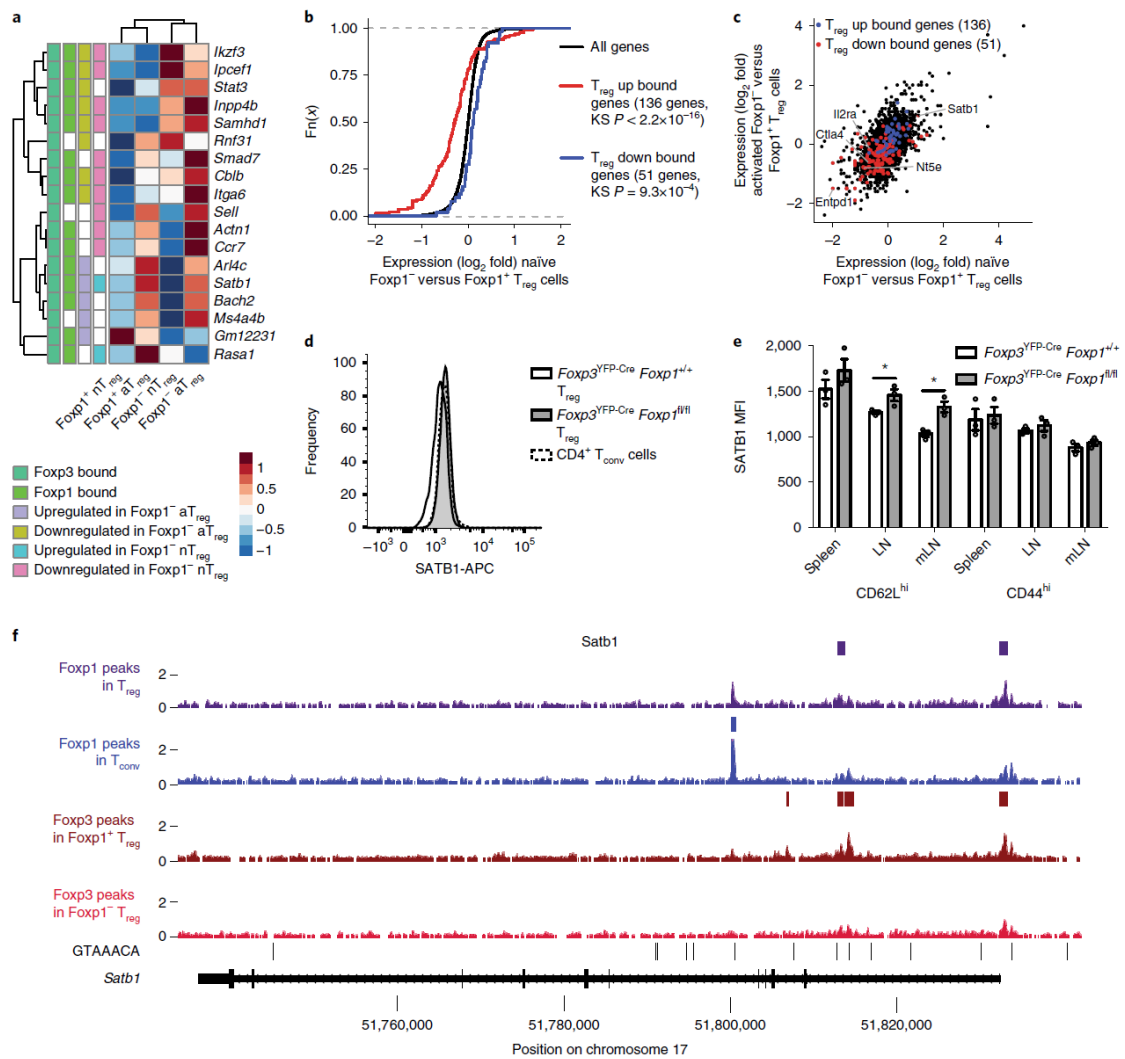 a
Ikzf3
Ipcef1
Stat3
Inpp4b
Samhd1
Rnf31
Smad7
Cblb
Itga6
Sell
Actn1
Ccr7
Arl4c
Satb1
Bach2
Ms4a4b
Gm12231
Rasa1
Foxp1+ nTreg
Foxp1+ aTreg
Foxp1− nTreg
Foxp1− aTreg
Foxp3 bound
Foxp1 bound
Upregulated in Foxp1− aTreg
Downregulated in Foxp1− aTreg
Upregulated in Foxp1− nTreg
Downregulated in Foxp1− nTreg
1
0.5
0
−0.5
−1
b
1.00
0.75
0.50
0.25
0.00
Fn(x)
−2 −1 0 1 2
Expression (log2 fold) naïve
Foxp1− versus Foxp1+ Treg cells
All genes
Treg up bound
genes (136 genes,
KS P < 2.2×10−16)
Treg down bound
genes (51 genes,
KS P = 9.3×10−4)
c
Treg up bound genes (136)
Treg down bound genes (51)
Expression (log2 fold)
activated Foxp1− versus
Foxp1+ Treg cells
4
2
0
−2
Il2ra
Ctla4
Entpd1
Satb1
Nt5e
−2 0 2 4
Expression (log2 fold) naïve
Foxp1− versus Foxp1+ Treg cells
d
Frequency
100
80
60
40
20
0
−10³ 0 10³ 10⁴ 10⁵
SATB1-APC
Foxp3YFP-Cre Foxp1+/+
Treg
Foxp3YFP-Cre Foxp1fl/fl
Treg
CD4+ Tconv cells
e
SATB1 MFI
2,000
1,500
1,000
500
0
* *
Foxp3YFP-Cre Foxp1+/+
Foxp3YFP-Cre Foxp1fl/fl
Spleen LN mLN Spleen LN mLN
CD62Lhi CD44hi
f
Satb1
Foxp1 peaks
in Treg
2
0
Foxp1 peaks
in Tconv
2
0
Foxp3 peaks
in Foxp1+ Treg
2
0
Foxp3 peaks
in Foxp1− Treg
2
0
GTAAACA
Satb1
51,760,000 51,780,000 51,800,000 51,820,000
Position on chromosome 17